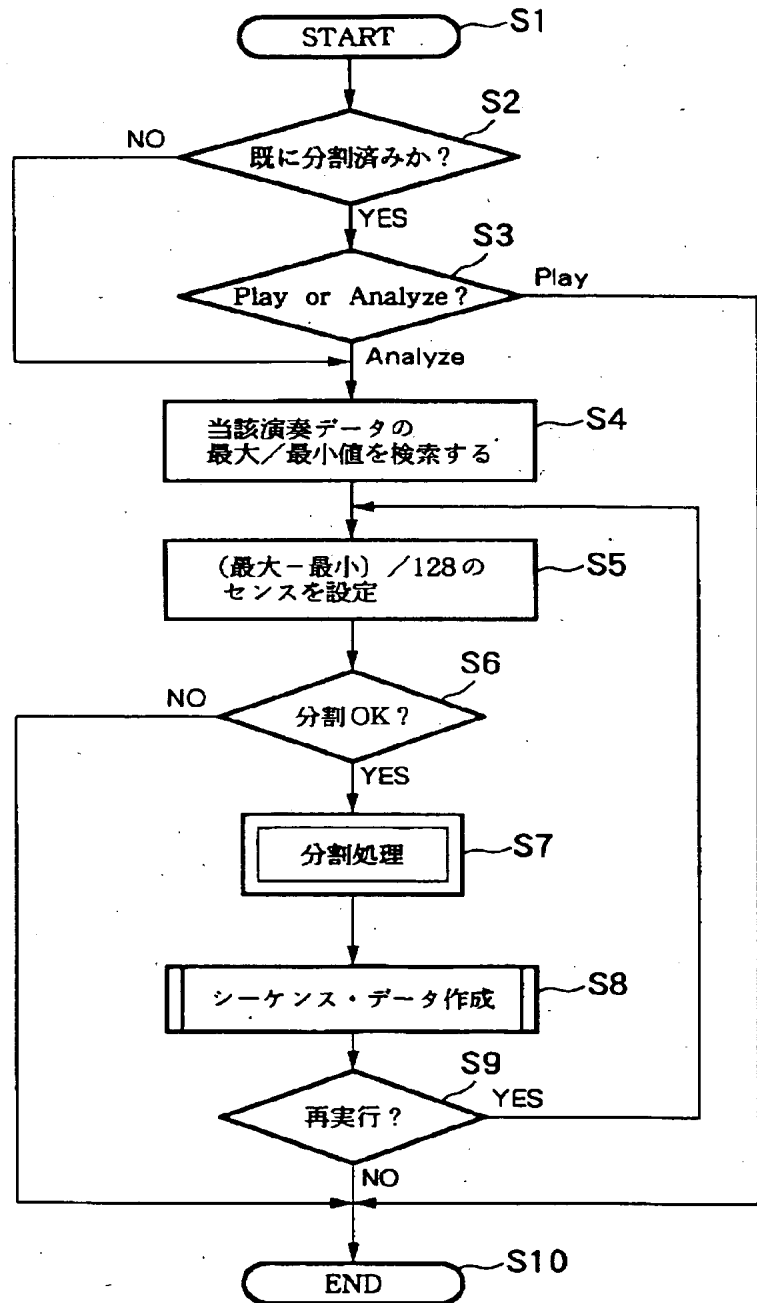 START
S1
S2
NO
既に分割済みか？
YES
S3
Play or Analyze？
Play
Analyze
S4
当該演奏データの
最大／最小値を検索する
(最大－最小) ／128の
センスを設定
S5
S6
NO
分割OK？
YES
分割処理
S7
シーケンス・データ作成
S8
S9
再実行？
YES
NO
S10
END